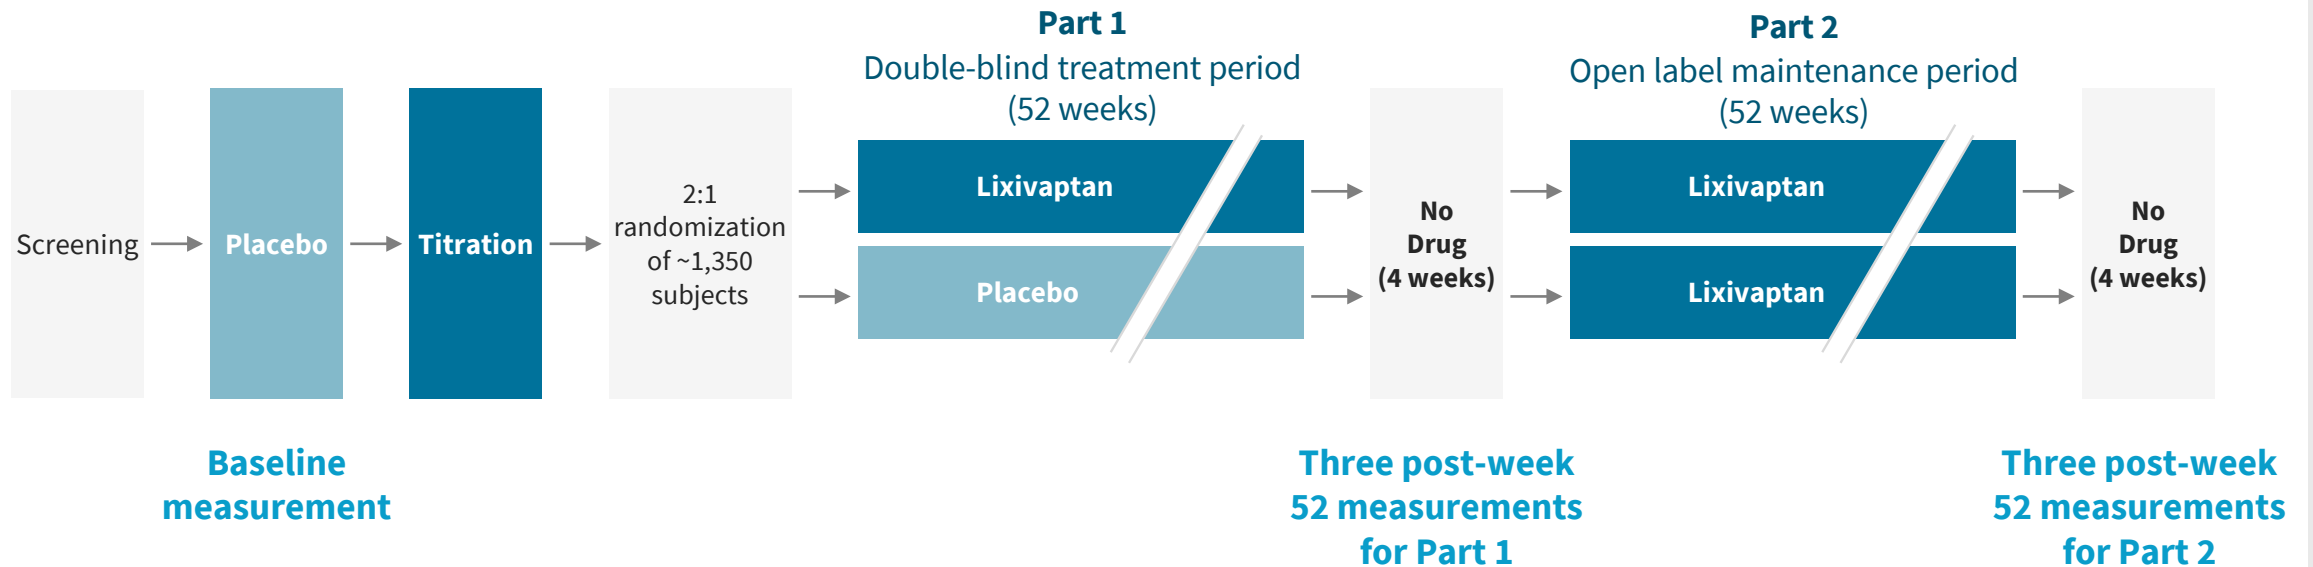 Screening
Placebo
Baseline
measurement
Titration
2:1
randomization
of ~1,350
subjects
Part 1
Double-blind treatment period
(52 weeks)
Lixivaptan
Placebo
No
Drug
(4 weeks)
Three post-week
52 measurements
for Part 1
Part 2
Open label maintenance period
(52 weeks)
Lixivaptan
Lixivaptan
No
Drug
(4 weeks)
Three post-week
52 measurements
for Part 2